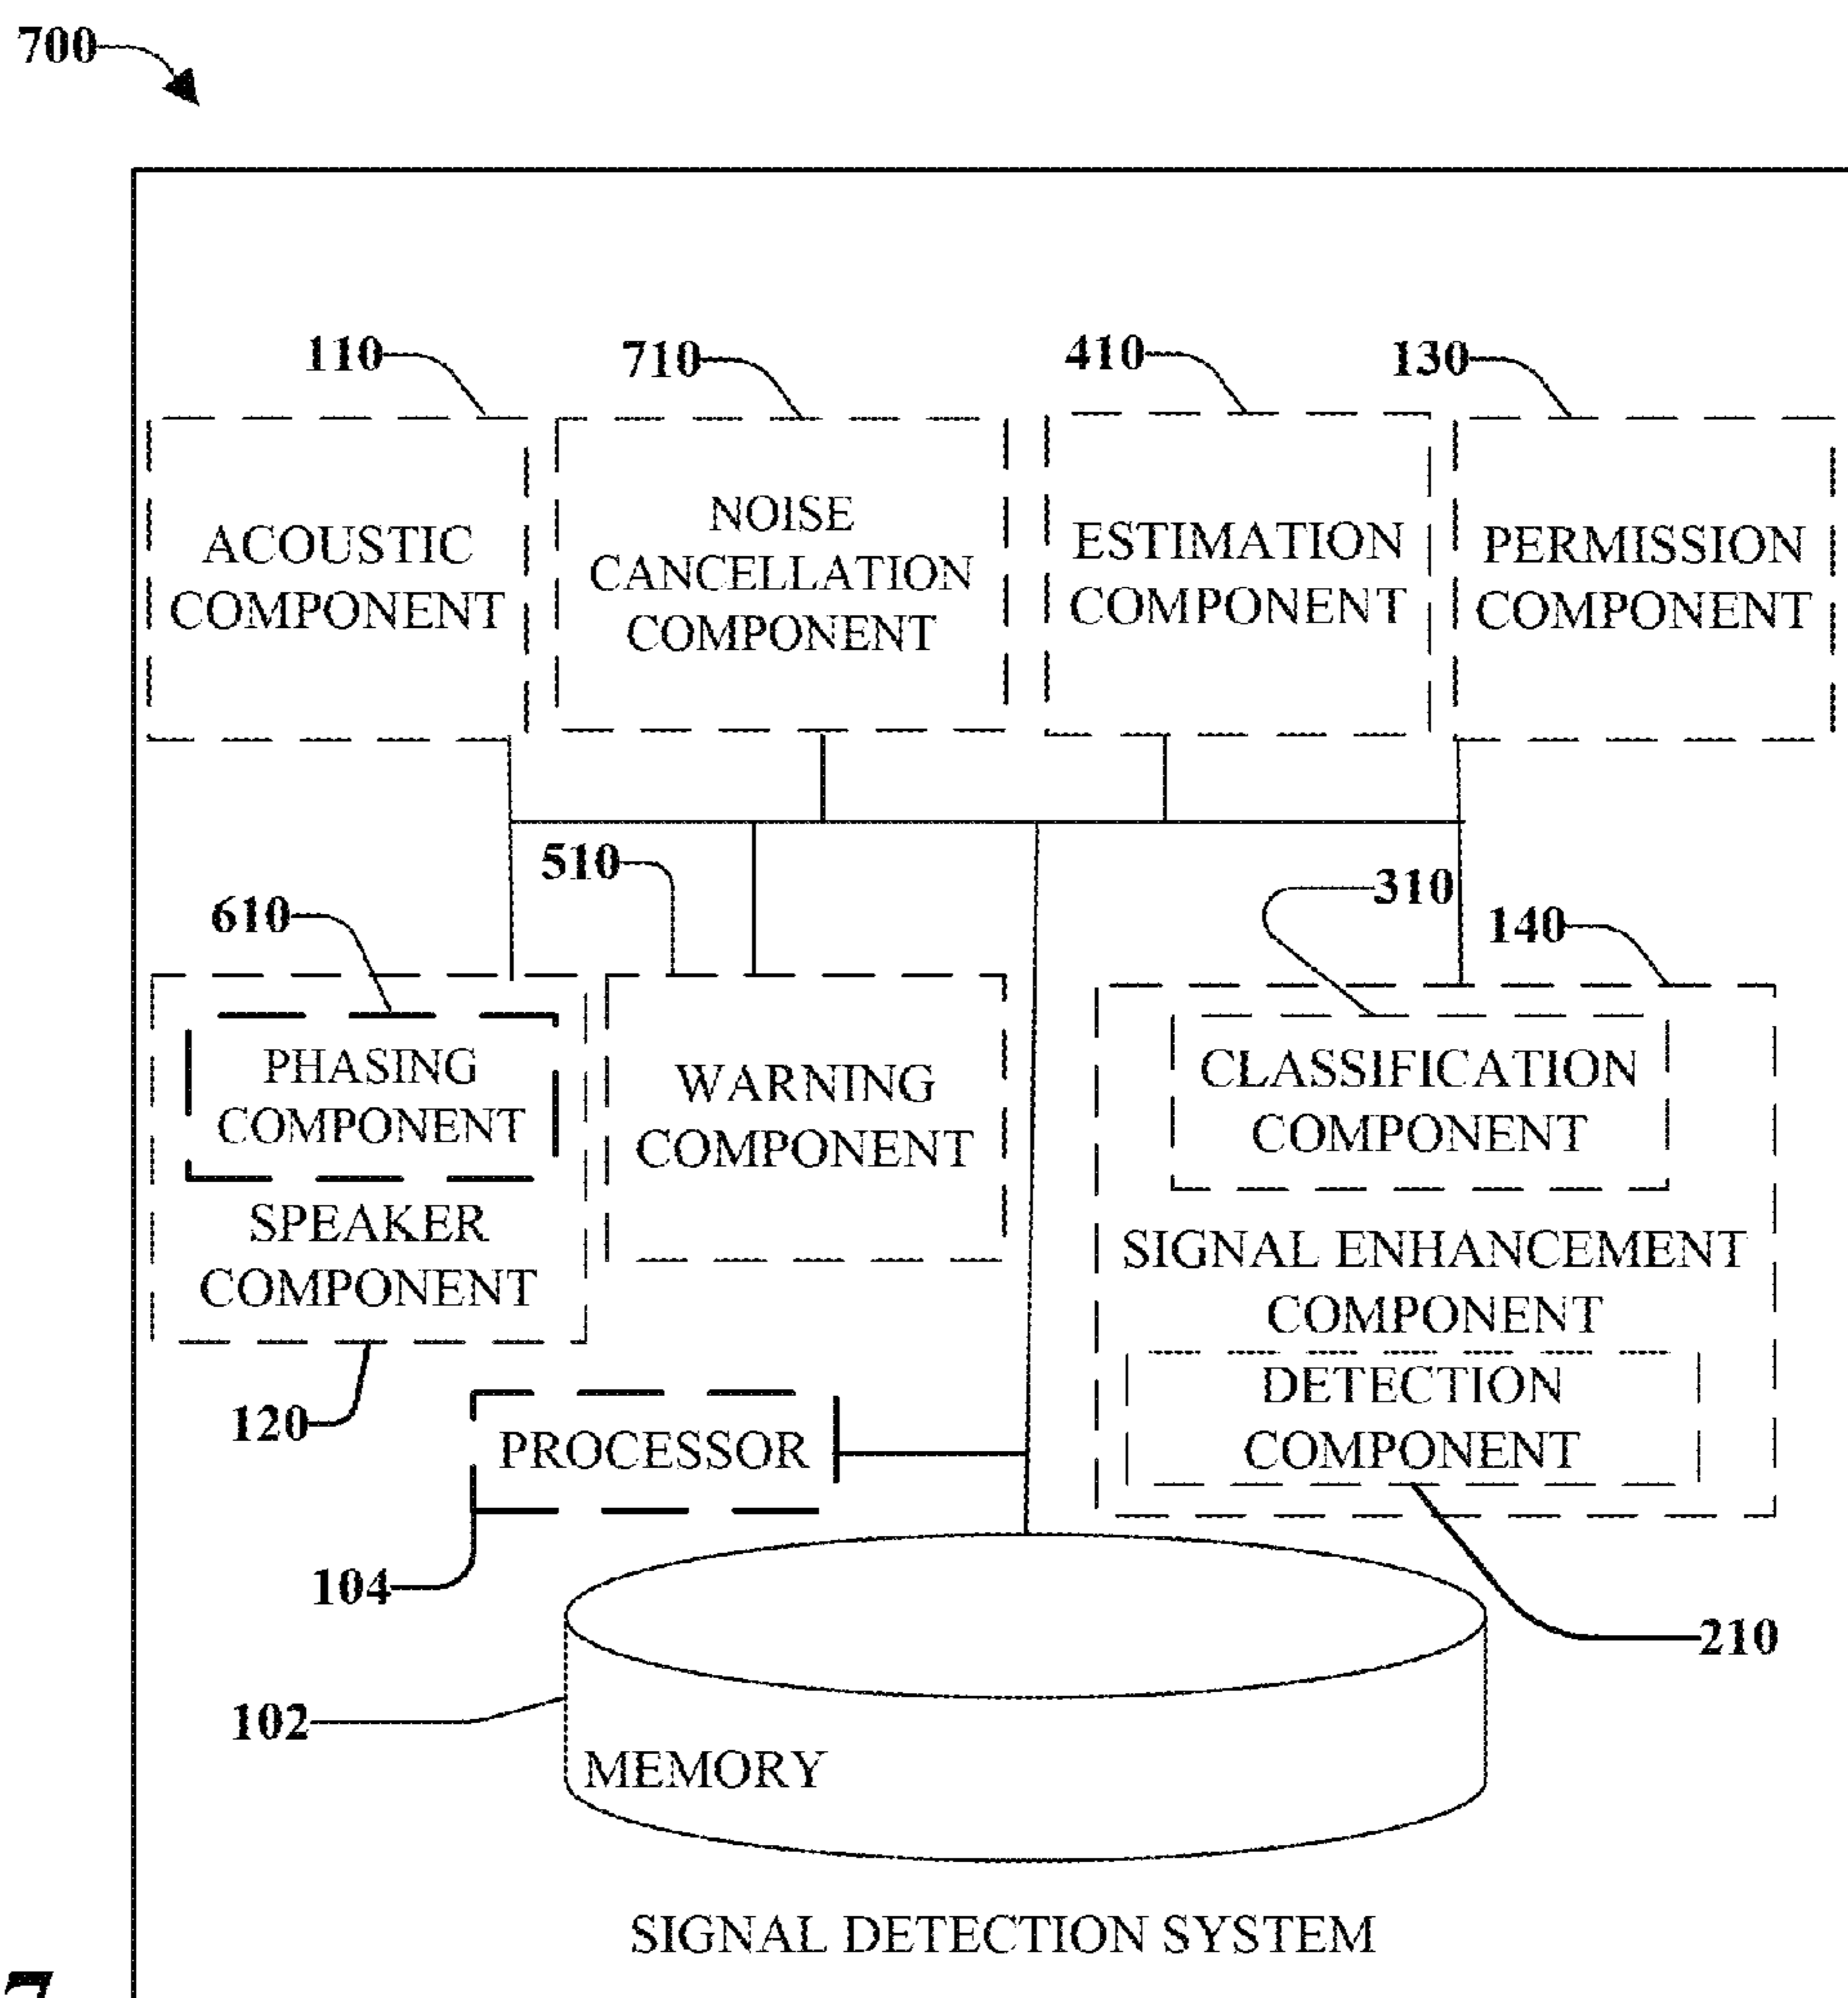 700
110
710
410
130
ACOUSTIC
COMPONENT
NOISE
CANCELLATION
COMPONENT
ESTIMATION
COMPONENT
PERMISSION
COMPONENT
510
310
610
140
PHASING
COMPONENT
SPEAKER
COMPONENT
WARNING
COMPONENT
CLASSIFICATION
COMPONENT
SIGNAL ENHANCEMENT
COMPONENT
DETECTION
COMPONENT
120
PROCESSOR
104
210
102
MEMORY
SIGNAL DETECTION SYSTEM